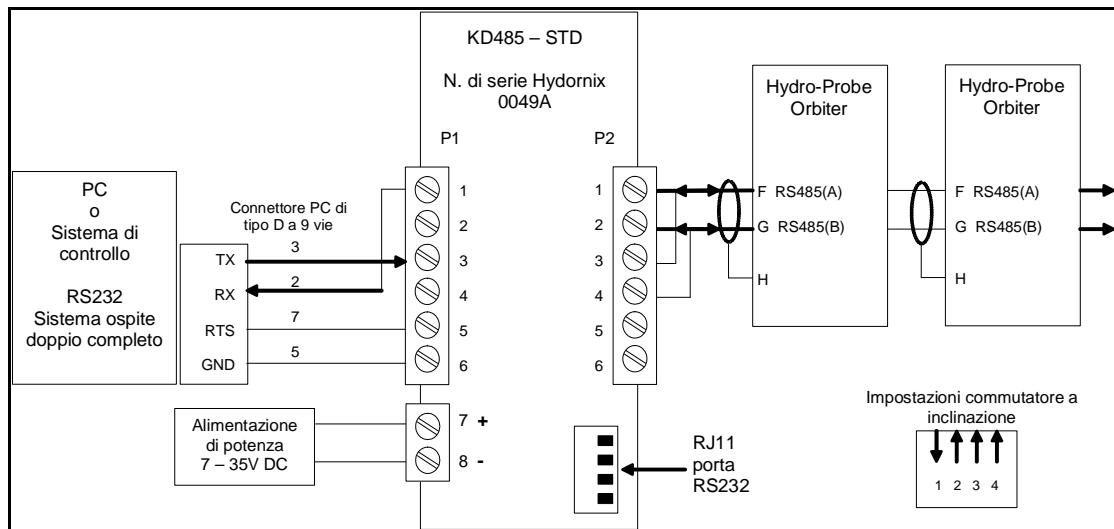 KD485 – STD
N. di serie Hydornix
0049A
P1
P2
PC
o
Sistema di
controllo
RS232
Sistema ospite
doppio completo
Connettore PC di
tipo D a 9 vie
TX
3
RX
2
RTS
7
GND
5
1
2
3
4
5
6
Alimentazione
di potenza
7 – 35V DC
7 +
8 -
1
2
3
4
5
6
RJ11
porta
RS232
Hydro-Probe
Orbiter
F RS485(A)
G RS485(B)
H
Hydro-Probe
Orbiter
F RS485(A)
G RS485(B)
H
Impostazioni commutatore a
inclinazione
1 2 3 4